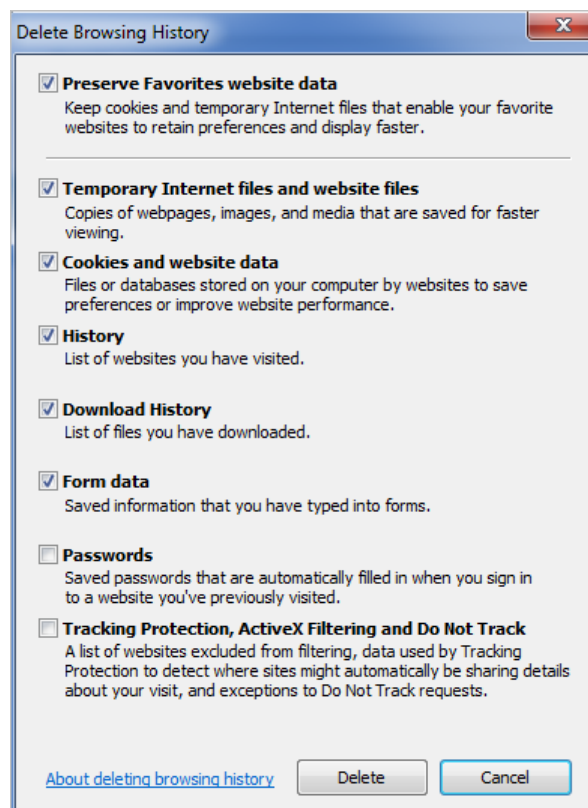 Delete Browsing History
Preserve Favorites website data
Keep cookies and temporary Internet files that enable your favorite
websites to retain preferences and display faster.
Temporary Internet files and website files
Copies of webpages, images, and media that are saved for faster
viewing.
Cookies and website data
Files or databases stored on your computer by websites to save
preferences or improve website performance.
History
List of websites you have visited.
Download History
List of files you have downloaded.
Form data
Saved information that you have typed into forms.
Passwords
Saved passwords that are automatically filled in when you sign in
to a website you've previously visited.
Tracking Protection, ActiveX Filtering and Do Not Track
A list of websites excluded from filtering, data used by Tracking
Protection to detect where sites might automatically be sharing details
about your visit, and exceptions to Do Not Track requests.
About deleting browsing history Delete Cancel